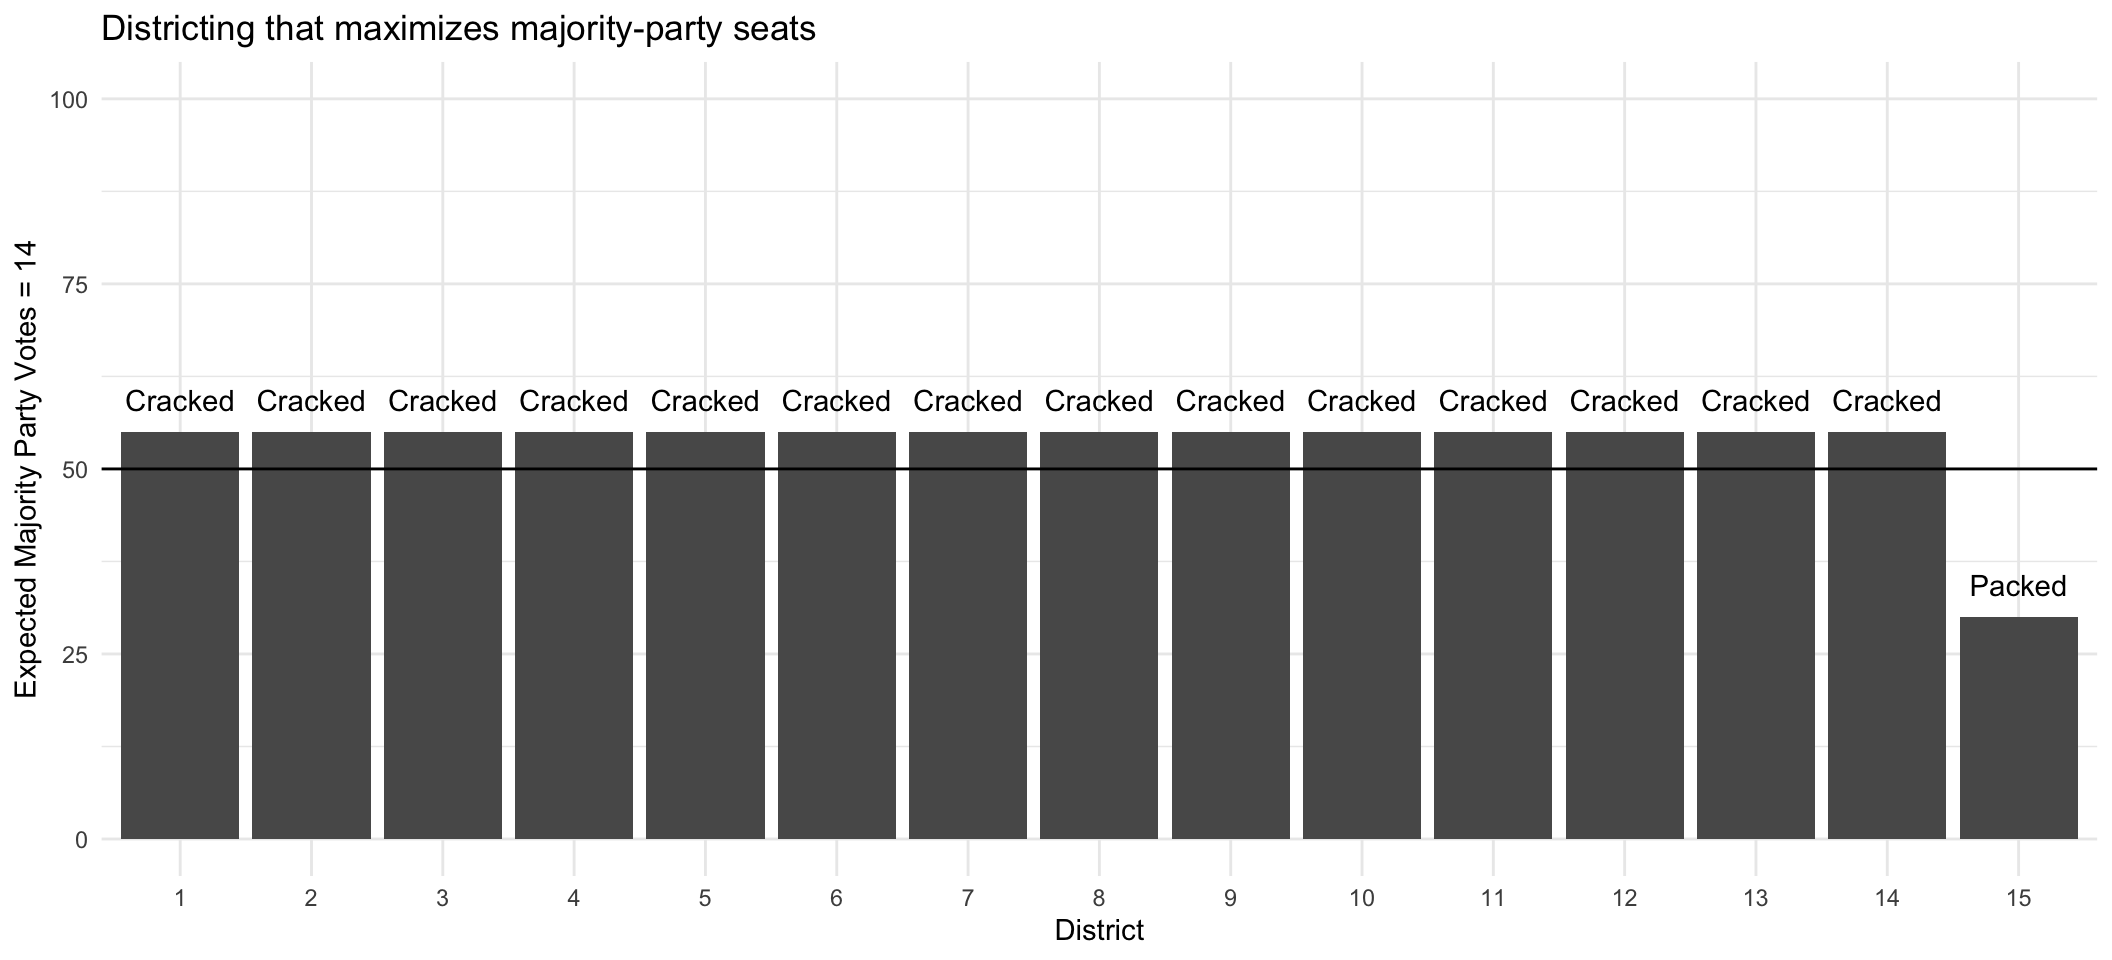 Districting that maximizes majority-party seats
Expected Majority Party Votes = 14
100
75
50
25
0
Cracked Cracked Cracked Cracked Cracked Cracked Cracked Cracked Cracked Cracked Cracked Cracked Cracked Cracked
Packed
1 2 3 4 5 6 7 8 9 10 11 12 13 14 15
District